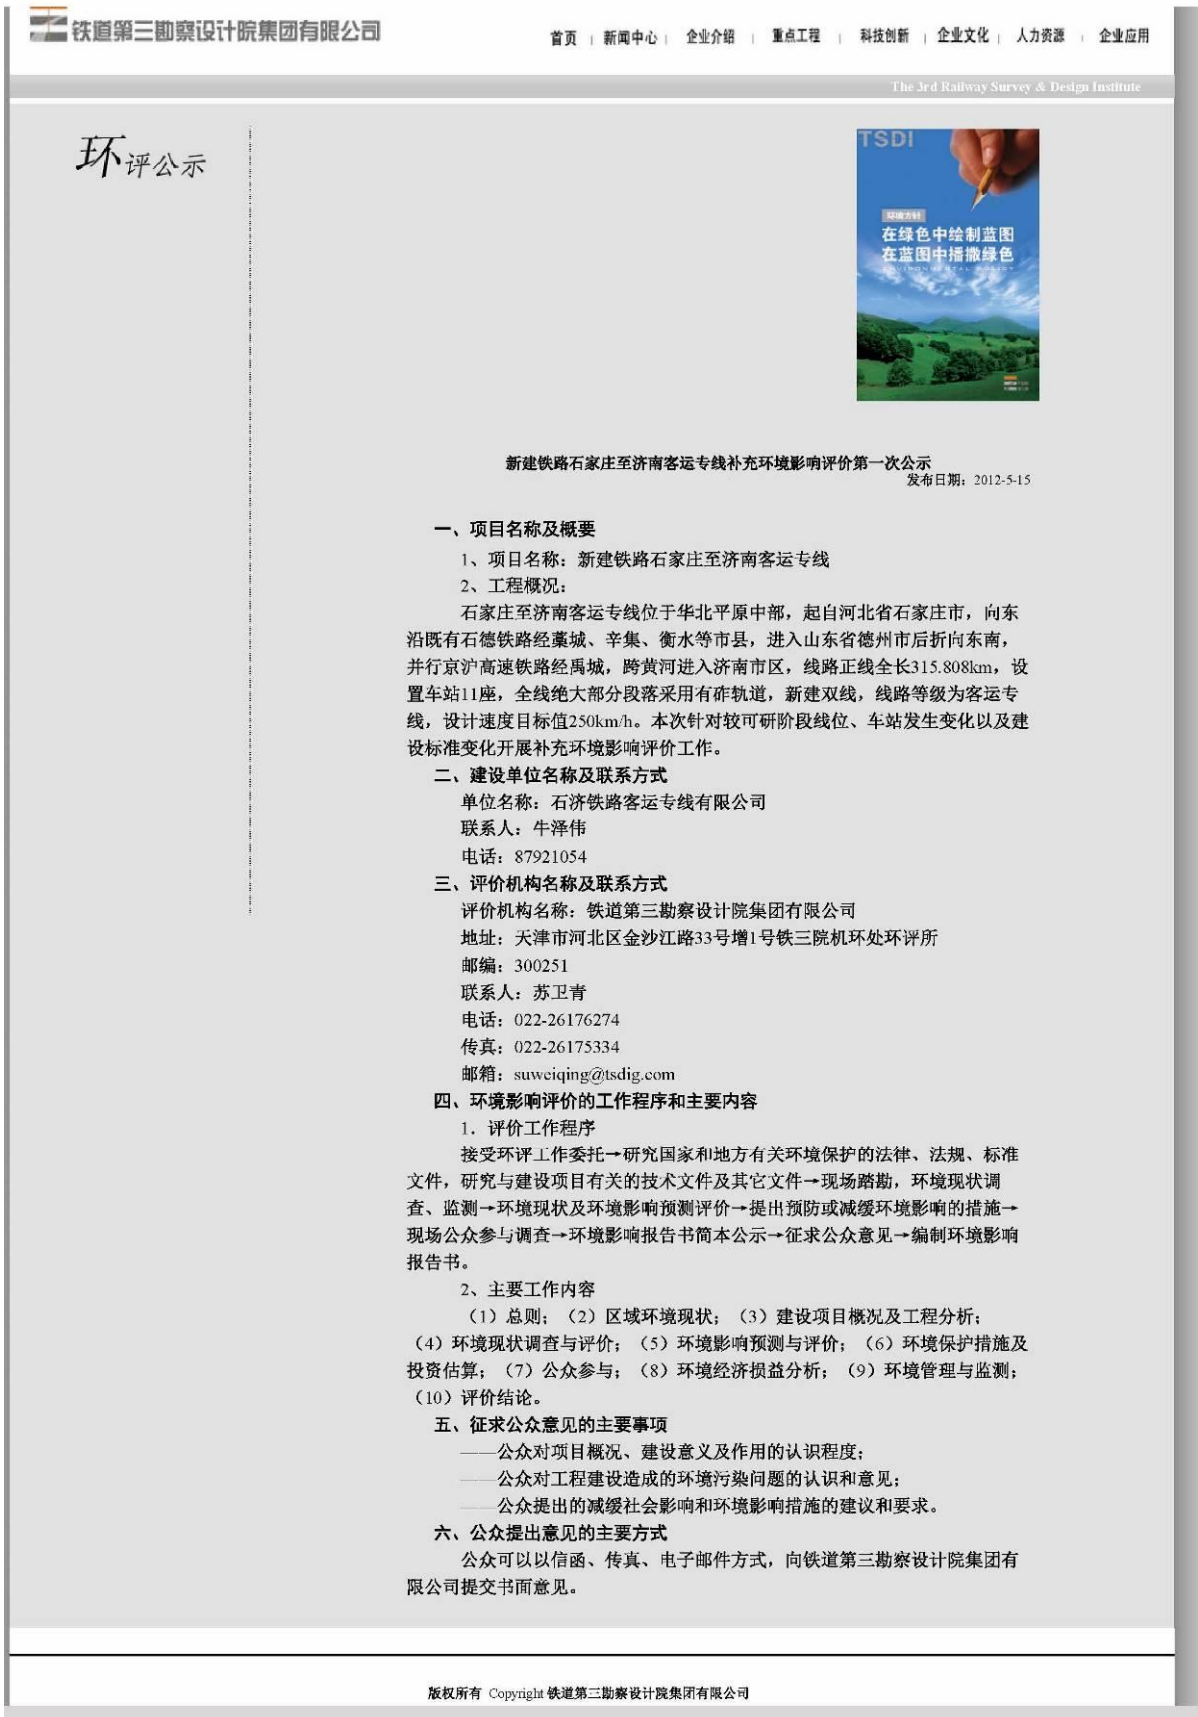 铁道第三勘察设计院集团有限公司
首页 | 新闻中心 | 企业介绍 | 重点工程 | 科技创新 | 企业文化 | 人力资源 | 企业应用
The 3rd Railway Survey & Design Institute
环评公示
TSDI
环境方针
在绿色中绘制蓝图
在蓝图中播撒绿色
ENVIRONMENTAL POLICY
新建铁路石家庄至济南客运专线补充环境影响评价第一次公示
发布日期：2012-5-15
一、项目名称及概要
1、项目名称：新建铁路石家庄至济南客运专线
2、工程概况：
石家庄至济南客运专线位于华北平原中部，起自河北省石家庄市，向东
沿既有石德铁路经藁城、辛集、衡水等市县，进入山东省德州市后折向东南，
并行京沪高速铁路经禹城，跨黄河进入济南市区，线路正线全长315.808km，设
置车站11座，全线绝大部分段落采用有砟轨道，新建双线，线路等级为客运专
线，设计速度目标值250km/h。本次针对较可研阶段线位、车站发生变化以及建
设标准变化开展补充环境影响评价工作。
二、建设单位名称及联系方式
单位名称：石济铁路客运专线有限公司
联系人：牛泽伟
电话：87921054
三、评价机构名称及联系方式
评价机构名称：铁道第三勘察设计院集团有限公司
地址：天津市河北区金沙江路33号增1号铁三院机环处环评所
邮编：300251
联系人：苏卫青
电话：022-26176274
传真：022-26175334
邮箱：suweiqing@tsdig.com
四、环境影响评价的工作程序和主要内容
1．评价工作程序
接受环评工作委托→研究国家和地方有关环境保护的法律、法规、标准
文件，研究与建设项目有关的技术文件及其它文件→现场踏勘，环境现状调
查、监测→环境现状及环境影响预测评价→提出预防或减缓环境影响的措施→
现场公众参与调查→环境影响报告书简本公示→征求公众意见→编制环境影响
报告书。
2、主要工作内容
（1）总则；（2）区域环境现状；（3）建设项目概况及工程分析；
（4）环境现状调查与评价；（5）环境影响预测与评价；（6）环境保护措施及
投资估算；（7）公众参与；（8）环境经济损益分析；（9）环境管理与监测；
（10）评价结论。
五、征求公众意见的主要事项
——公众对项目概况、建设意义及作用的认识程度；
——公众对工程建设造成的环境污染问题的认识和意见；
——公众提出的减缓社会影响和环境影响措施的建议和要求。
六、公众提出意见的主要方式
公众可以以信函、传真、电子邮件方式，向铁道第三勘察设计院集团有
限公司提交书面意见。
版权所有 Copyright 铁道第三勘察设计院集团有限公司